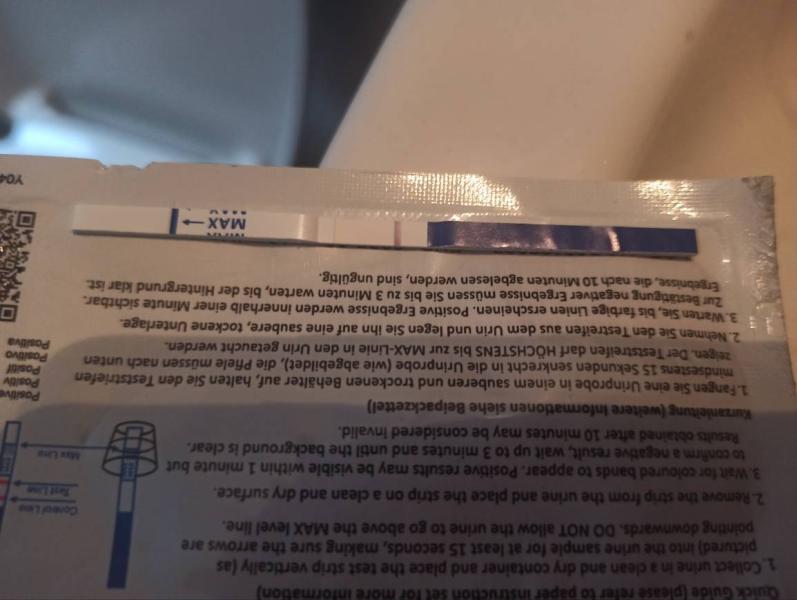 Quick Guide (please refer to paper instruction set for more information)
1. Collect urine in a clean and dry container and place the test strip vertically (as
pictured) into the urine sample for at least 15 seconds, making sure the arrows are
pointing downwards. DO NOT allow the urine to go above the MAX level line.
2. Remove the strip from the urine and place the strip on a clean and dry surface.
3. Wait for coloured bands to appear. Positive results may be visible within 1 minute but
to confirm a negative result, wait up to 3 minutes and until the background is clear.
Results obtained after 10 minutes may be considered invalid.
Kurzanleitung (weitere Informationen siehe Beipackzettel)
1. Fangen Sie eine Urinprobe in einem sauberen und trockenen Behälter auf, halten Sie den Teststriefen
mindestens 15 Sekunden senkrecht in die Urinprobe (wie abgebildet), die Pfeile müssen nach unten
zeigen. Der Teststreifen darf HÖCHSTENS bis zur MAX-Linie in den Urin getaucht werden.
2. Nehmen Sie den Testreifen aus dem Urin und legen Sie ihn auf eine saubere, tockene Unterlage.
3. Warten Sie, bis farbige Linien erscheinen. Positive Ergebnisse werden innerhalb einer Minute sichtbar.
Zur Bestätigung negativer Ergebnisse müssen Sie bis zu 3 Minuten warten, bis der Hintergrund klar ist.
Ergebnisse, die nach 10 Minuten agbelesen werden, sind ungültig.
Control Line
Test Line
Max Line
Positive
Positiv
Positif
Positivo
Positiva
MAX
MAX
Y04